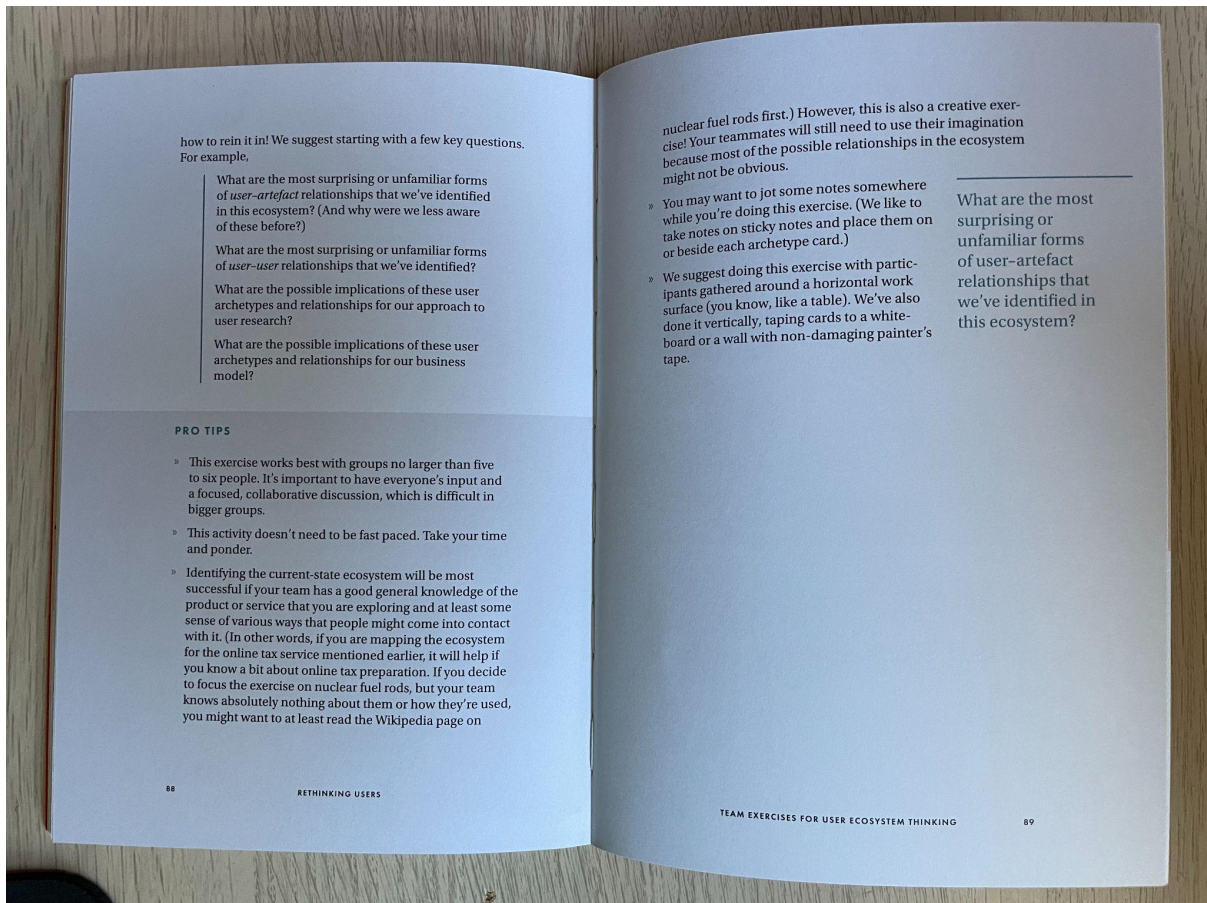 how to rein it in! We suggest starting with a few key questions.
For example,
What are the most surprising or unfamiliar forms
of user–artefact relationships that we've identified
in this ecosystem? (And why were we less aware
of these before?)
What are the most surprising or unfamiliar forms
of user–user relationships that we've identified?
What are the possible implications of these user
archetypes and relationships for our approach to
user research?
What are the possible implications of these user
archetypes and relationships for our business
model?
PRO TIPS
» This exercise works best with groups no larger than five
to six people. It's important to have everyone's input and
a focused, collaborative discussion, which is difficult in
bigger groups.
» This activity doesn't need to be fast paced. Take your time
and ponder.
» Identifying the current-state ecosystem will be most
successful if your team has a good general knowledge of the
product or service that you are exploring and at least some
sense of various ways that people might come into contact
with it. (In other words, if you are mapping the ecosystem
for the online tax service mentioned earlier, it will help if
you know a bit about online tax preparation. If you decide
to focus the exercise on nuclear fuel rods, but your team
knows absolutely nothing about them or how they're used,
you might want to at least read the Wikipedia page on
88
RETHINKING USERS
nuclear fuel rods first.) However, this is also a creative exer-
cise! Your teammates will still need to use their imagination
because most of the possible relationships in the ecosystem
might not be obvious.
» You may want to jot some notes somewhere
while you're doing this exercise. (We like to
take notes on sticky notes and place them on
or beside each archetype card.)
» We suggest doing this exercise with partic-
ipants gathered around a horizontal work
surface (you know, like a table). We've also
done it vertically, taping cards to a white-
board or a wall with non-damaging painter's
tape.
What are the most
surprising or
unfamiliar forms
of user–artefact
relationships that
we've identified in
this ecosystem?
TEAM EXERCISES FOR USER ECOSYSTEM THINKING
89